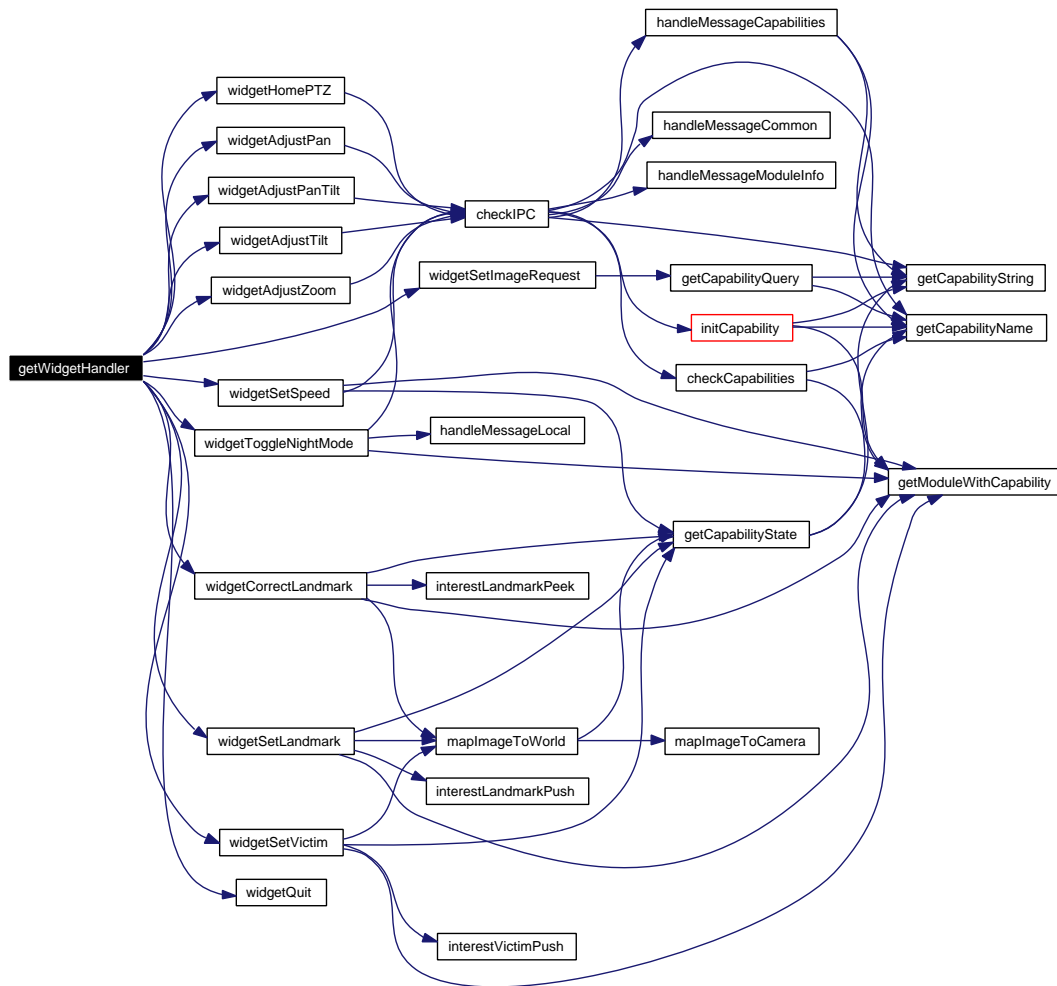 handleMessageCapabilities
widgetHomePTZ
handleMessageCommon
widgetAdjustPan
handleMessageModuleInfo
widgetAdjustPanTilt
checkIPC
widgetAdjustTilt
widgetSetImageRequest
getCapabilityQuery
getCapabilityString
widgetAdjustZoom
initCapability
getCapabilityName
getWidgetHandler
checkCapabilities
widgetSetSpeed
handleMessageLocal
widgetToggleNightMode
getModuleWithCapability
getCapabilityState
widgetCorrectLandmark
interestLandmarkPeek
widgetSetLandmark
mapImageToWorld
mapImageToCamera
interestLandmarkPush
widgetSetVictim
widgetQuit
interestVictimPush